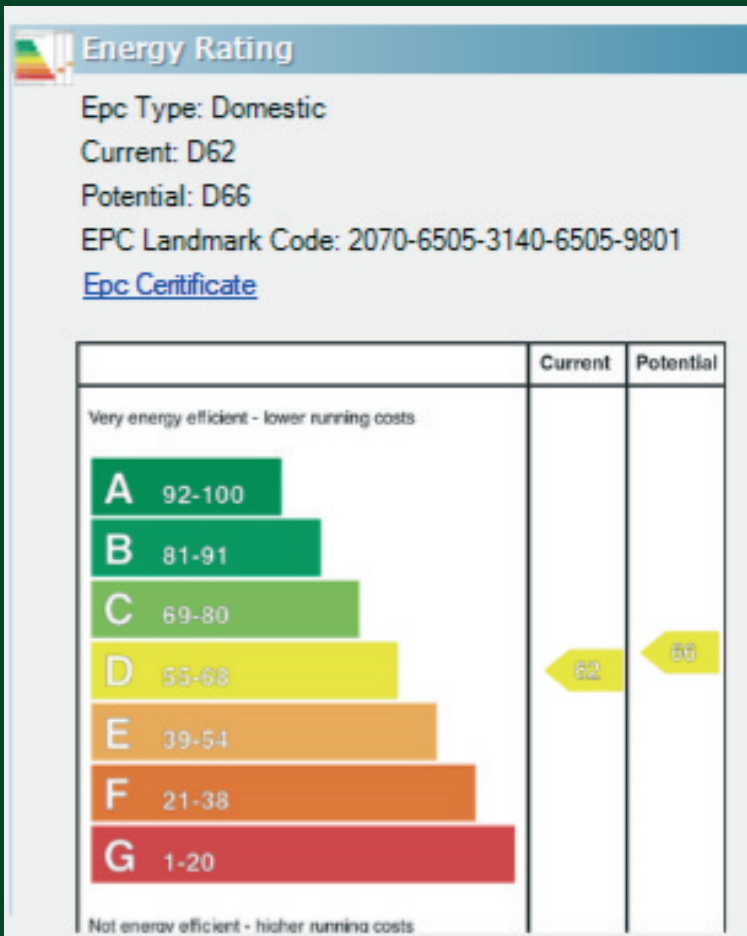 Energy Rating
Epc Type: Domestic
Current: D62
Potential: D66
EPC Landmark Code: 2070-6505-3140-6505-9801
Epc Ceritificate
Current Potential
Very energy efficient - lower running costs
A 92-100
B 81-91
C 69-80
D 55-68
62
66
E 39-54
F 21-38
G 1-20
Not energy efficient - higher running costs